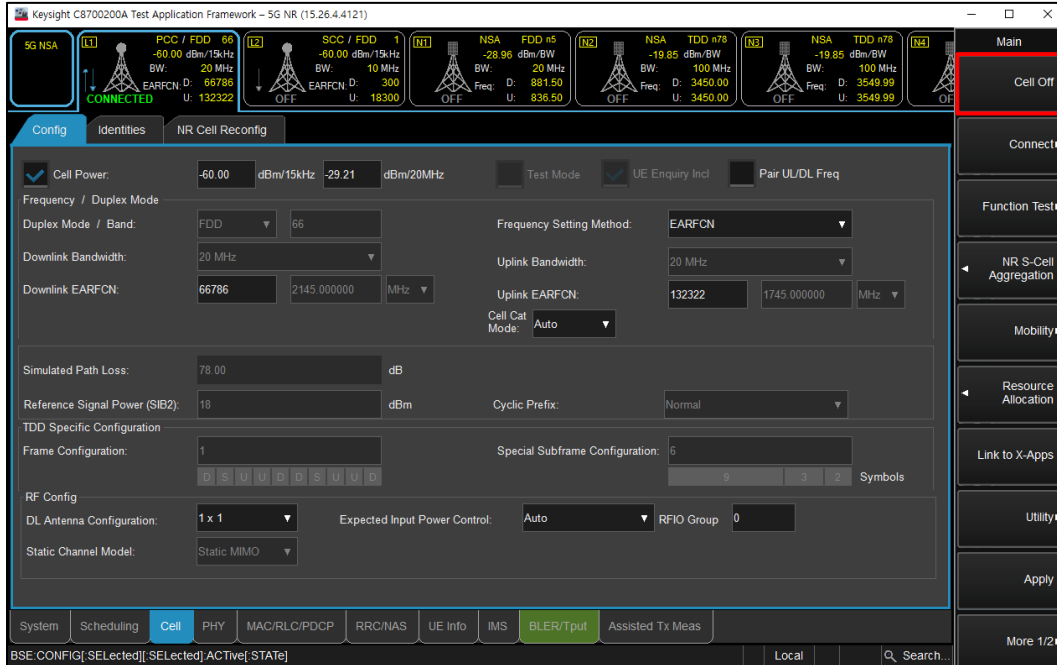 Keysight C8700200A Test Application Framework – 5G NR (15.26.4.4121)
5G NSA
L1 PCC / FDD 66
-60.00 dBm/15kHz
BW: 20 MHz
EARFCN: D: 66786
U: 132322
CONNECTED
L2 SCC / FDD 1
-60.00 dBm/15kHz
BW: 10 MHz
EARFCN: D: 300
U: 18300
OFF
N1 NSA FDD n5
-28.96 dBm/BW
BW: 20 MHz
Freq: D: 881.50
U: 836.50
OFF
N2 NSA TDD n78
-19.85 dBm/BW
BW: 100 MHz
Freq: D: 3450.00
U: 3450.00
OFF
N3 NSA TDD n78
-19.85 dBm/BW
BW: 100 MHz
Freq: D: 3549.99
U: 3549.99
OFF
N4
Main
Cell Off
Connect
Function Test
NR S-Cell
Aggregation
Mobility
Resource
Allocation
Link to X-Apps
Utility
Apply
More 1/2
Config Identities NR Cell Reconfig
Cell Power: -60.00 dBm/15kHz -29.21 dBm/20MHz Test Mode UE Enquiry Incl Pair UL/DL Freq
Frequency / Duplex Mode
Duplex Mode / Band: FDD 66 Frequency Setting Method: EARFCN
Downlink Bandwidth: 20 MHz Uplink Bandwidth: 20 MHz
Downlink EARFCN: 66786 2145.000000 MHz Uplink EARFCN: 132322 1745.000000 MHz
Cell Cat
Mode: Auto
Simulated Path Loss: 78.00 dB
Reference Signal Power (SIB2): 18 dBm Cyclic Prefix: Normal
TDD Specific Configuration
Frame Configuration: 1 Special Subframe Configuration: 6
D S U U D D S U U D 9 3 2 Symbols
RF Config
DL Antenna Configuration: 1 x 1 Expected Input Power Control: Auto RFIO Group 0
Static Channel Model: Static MIMO
System Scheduling Cell PHY MAC/RLC/PDCP RRC/NAS UE Info IMS BLER/Tput Assisted Tx Meas
BSE:CONFIG[:SELected][:SELected]:ACTive[:STATe] Local Search...